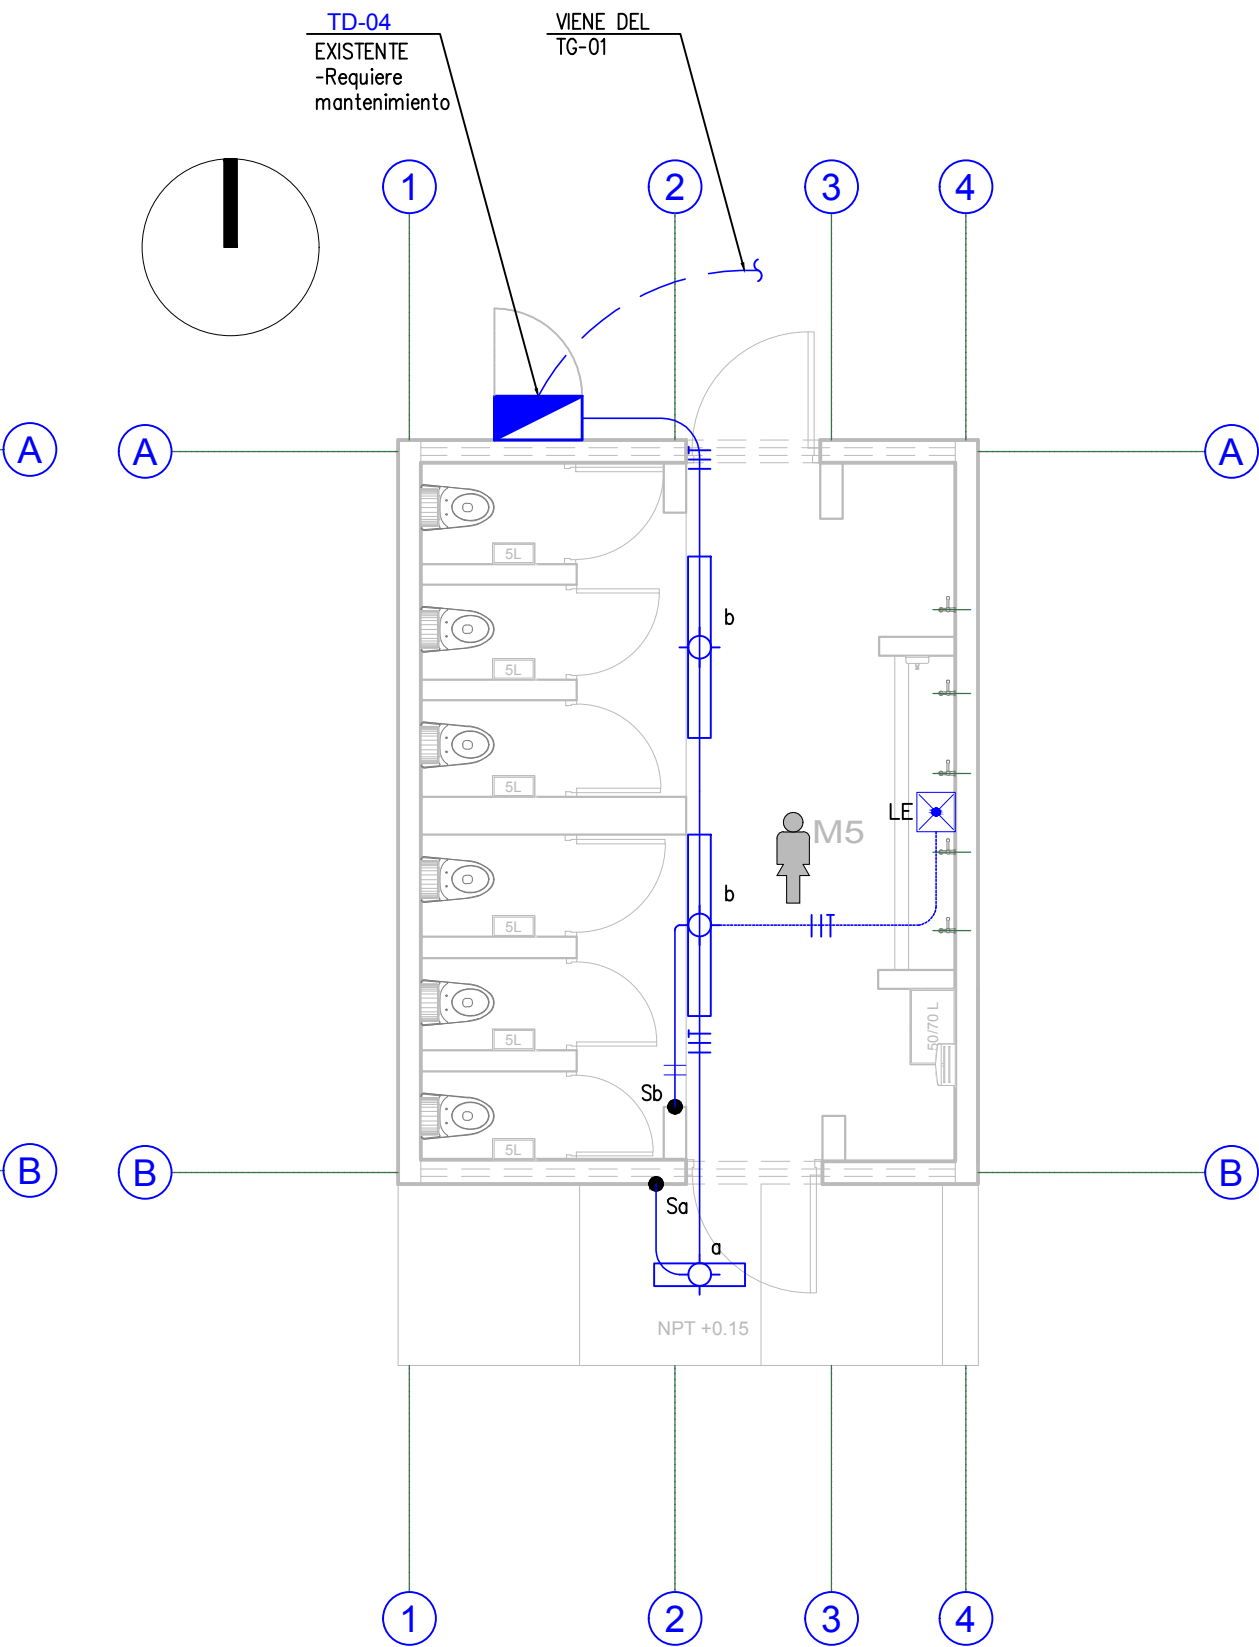 TD-04
EXISTENTE
-Requiere
mantenimiento
VIENE DEL
TG-01
1
2
3
4
A
A
A
5L
b
5L
5L
LE
M5
b
5L
5L
50/70 L
Sb
5L
B
B
B
Sa
a
NPT +0.15
1
2
3
4